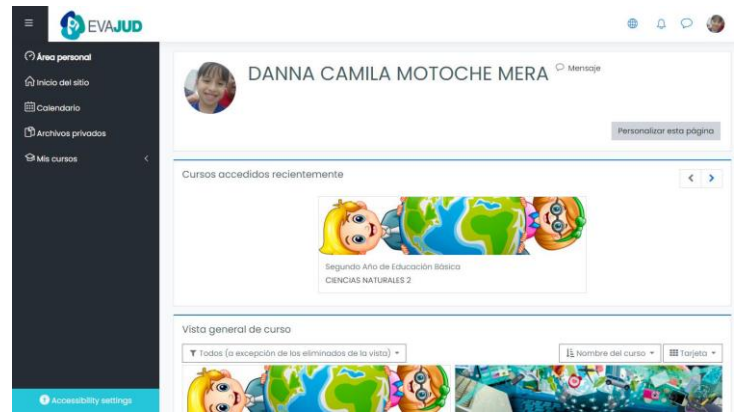 EVAJUD
Área personal
Inicio del sitio
Calendario
Archivos privados
Mis cursos
Accessibility settings
DANNA CAMILA MOTOCHE MERA
Mensaje
Personalizar esta página
Cursos accedidos recientemente
Segundo Año de Educación Básica
CIENCIAS NATURALES 2
Vista general de curso
Todos (a excepción de los eliminados de la vista)
Nombre del curso
Tarjeta